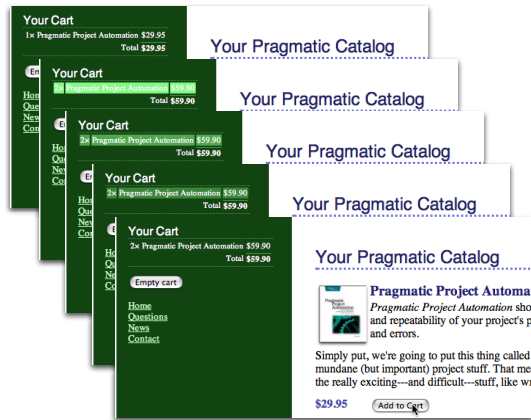 Your Cart
1× Pragmatic Project Automation $29.95
Total $29.95
Your Pragmatic Catalog
Your Cart
2× Pragmatic Project Automation $59.90
Total $59.90
Your Pragmatic Catalog
Your Cart
2× Pragmatic Project Automation $59.90
Total $59.90
Your Pragmatic Catalog
Your Cart
2× Pragmatic Project Automation $59.90
Total $59.90
Your Pragmatic Catalog
Your Cart
2× Pragmatic Project Automation $59.90
Total $59.90
Empty cart
Home
Questions
News
Contact
Your Pragmatic Catalog
Pragmatic Project Automa
Pragmatic Project Automation sho
and repeatability of your project's p
and errors.
Simply put, we're going to put this thing called
mundane (but important) project stuff. That me
the really exciting---and difficult---stuff, like wr
$29.95
Add to Cart